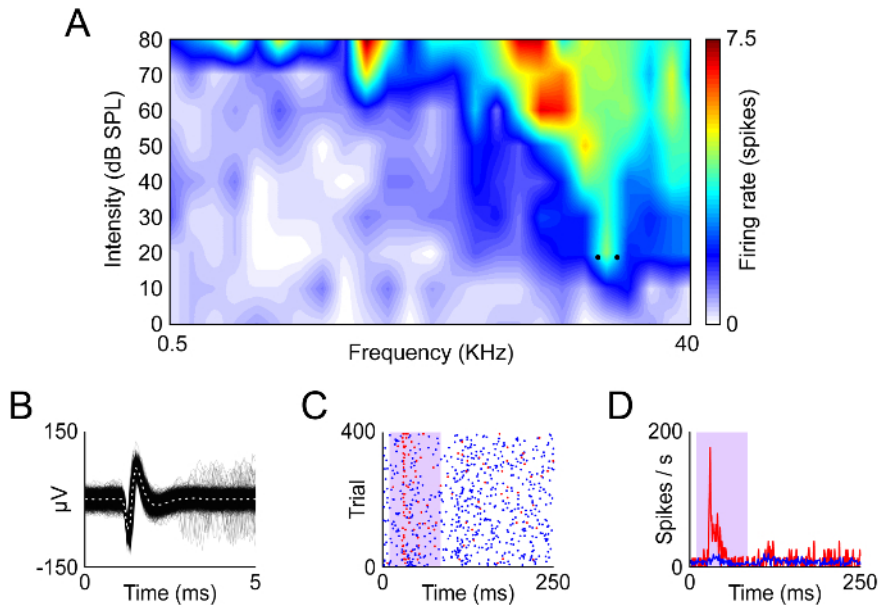 A
80
70
60
50
40
30
20
10
0
Intensity (dB SPL)
0.5
Frequency (KHz)
40
7.5
0
Firing rate (spikes)
B
150
µV
-150
0
Time (ms)
5
C
400
Trial
0
0
Time (ms)
250
D
200
Spikes / s
0
0
Time (ms)
250